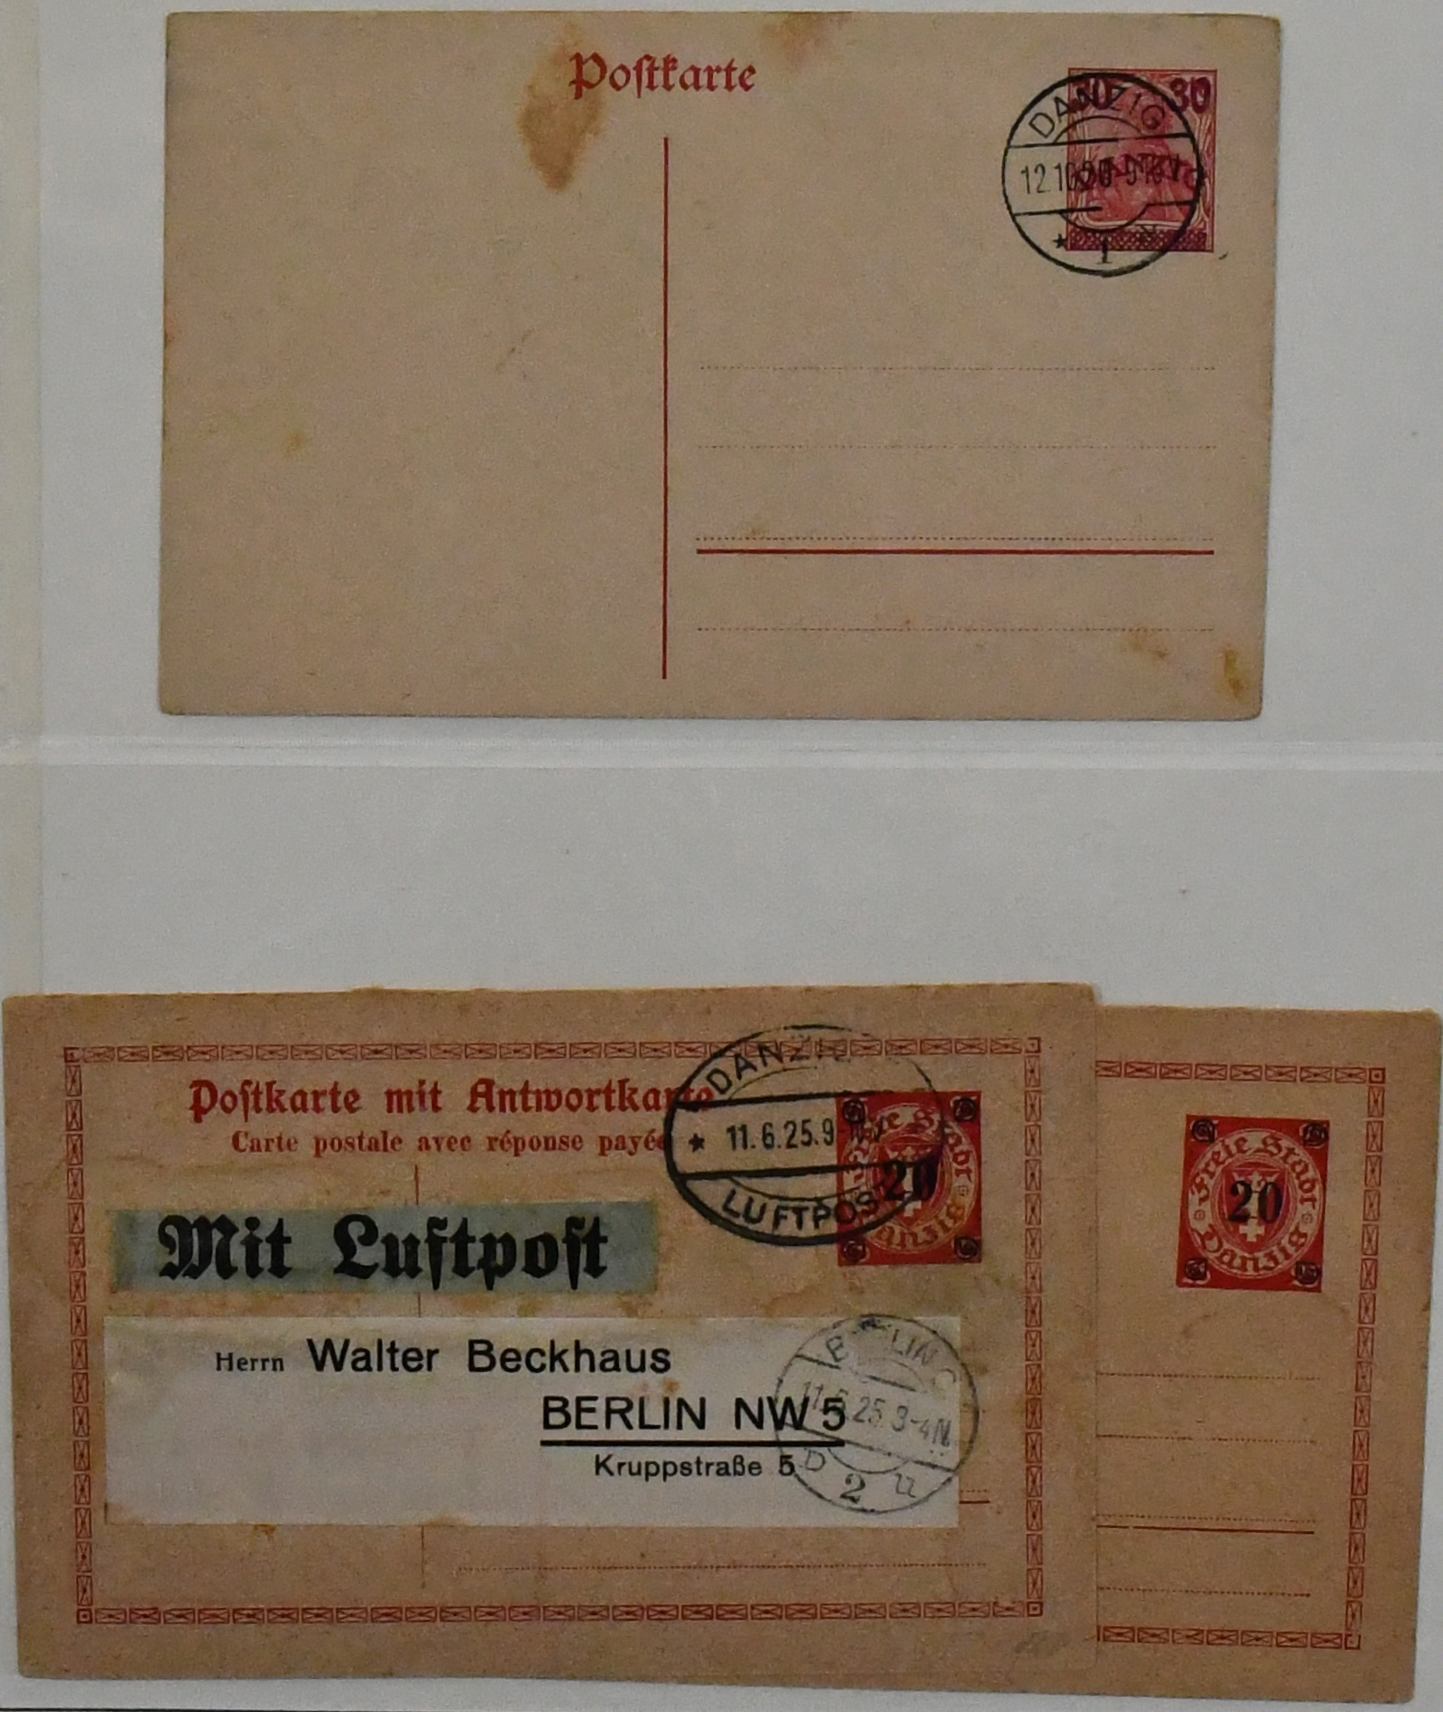 Postkarte
30 30
DANZIG
12.10.20
1
Postkarte mit Antwortkarte
Carte postale avec réponse payée
DANZIG
11.6.25.9
LUFTPOST
Freie Stadt
20
Danzig
Mit Luftpost
Herrn Walter Beckhaus
BERLIN NW 5
Kruppstraße 5
BERLIN C
11.6.25.3-4N.
2
Freie Stadt
20
Danzig